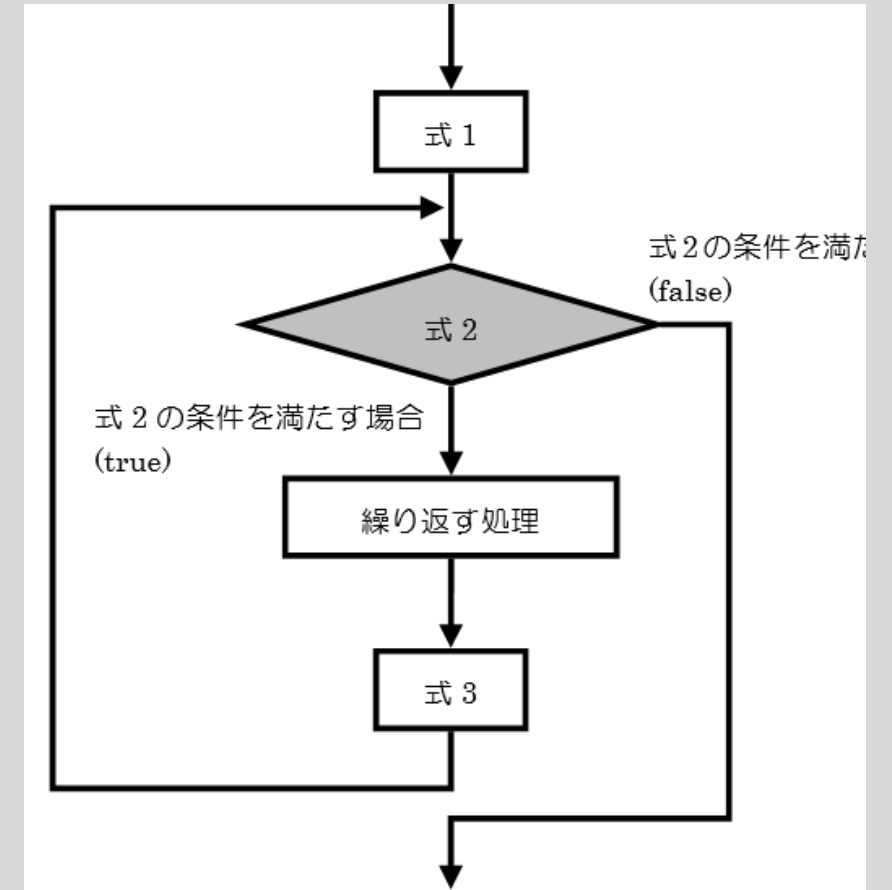 式 1
式2の条件を満た
(false)
式 2
式 2 の条件を満たす場合
(true)
繰り返す処理
式 3